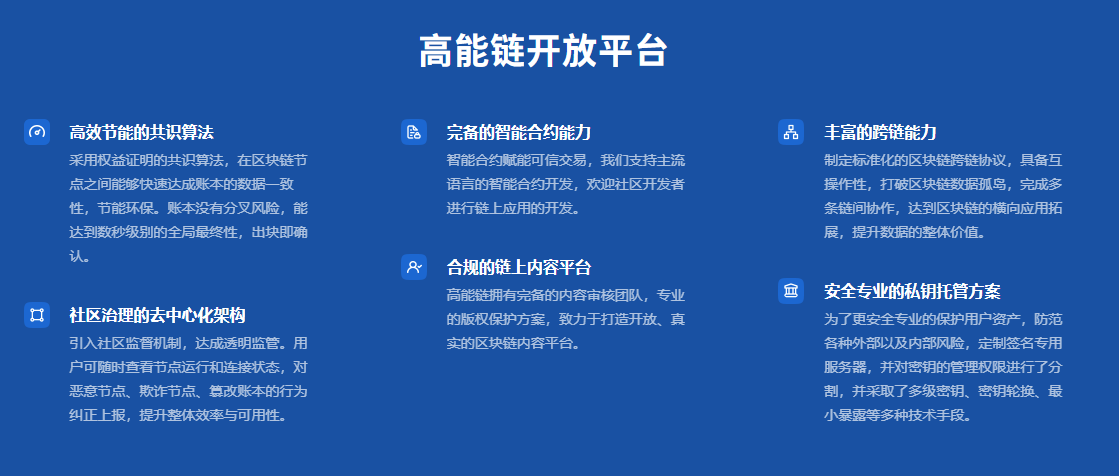 高能链开放平台
高效节能的共识算法
采用权益证明的共识算法，在区块链节
点之间能够快速达成账本的数据一致
性，节能环保。账本没有分叉风险，能
达到数秒级别的全局最终性，出块即确
认。
社区治理的去中心化架构
引入社区监督机制，达成透明监管。用
户可随时查看节点运行和连接状态，对
恶意节点、欺诈节点、篡改账本的行为
纠正上报，提升整体效率与可用性。
完备的智能合约能力
智能合约赋能可信交易，我们支持主流
语言的智能合约开发，欢迎社区开发者
进行链上应用的开发。
合规的链上内容平台
高能链拥有完备的内容审核团队，专业
的版权保护方案，致力于打造开放、真
实的区块链内容平台。
丰富的跨链能力
制定标准化的区块链跨链协议，具备互
操作性，打破区块链数据孤岛，完成多
条链间协作，达到区块链的横向应用拓
展，提升数据的整体价值。
安全专业的私钥托管方案
为了更安全专业的保护用户资产，防范
各种外部以及内部风险，定制签名专用
服务器，并对密钥的管理权限进行了分
割，并采取了多级密钥、密钥轮换、最
小暴露等多种技术手段。